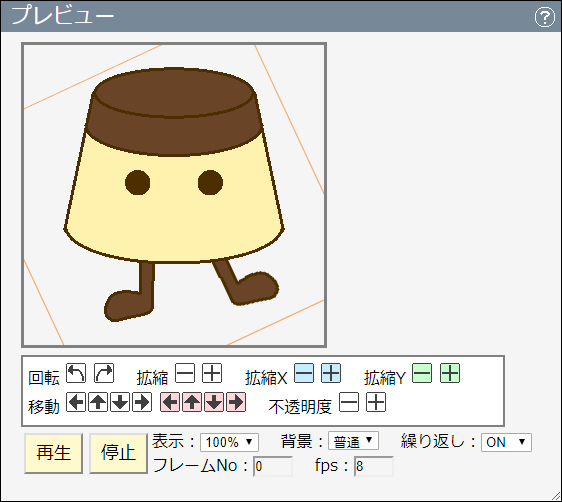 プレビュー ?
回転 拡縮 拡縮X 拡縮Y
移動 不透明度
再生 停止 表示： 100% 背景： 普通 繰り返し： ON
フレームNo： 0 fps： 8